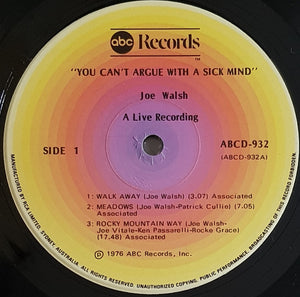 abc Records
TM
"YOU CAN'T ARGUE WITH A SICK MIND"
Joe Walsh
A Live Recording
SIDE 1
ABCD-932
(ABCD-932A)
1: WALK AWAY (Joe Walsh) (3.07) Associated
2: MEADOWS (Joe Walsh-Patrick Cullie) (7.05)
Associated
3: ROCKY MOUNTAIN WAY (Joe Walsh-
Joe Vitale-Ken Passarelli-Rocke Grace)
(17.48) Associated
℗ 1976 ABC Records, Inc.
MANUFACTURED BY RCA LIMITED, SYDNEY, AUSTRALIA. ALL RIGHTS RESERVED. UNAUTHORIZED COPYING, PUBLIC PERFORMANCE, BROADCASTING OF THIS RECORD FORBIDDEN.